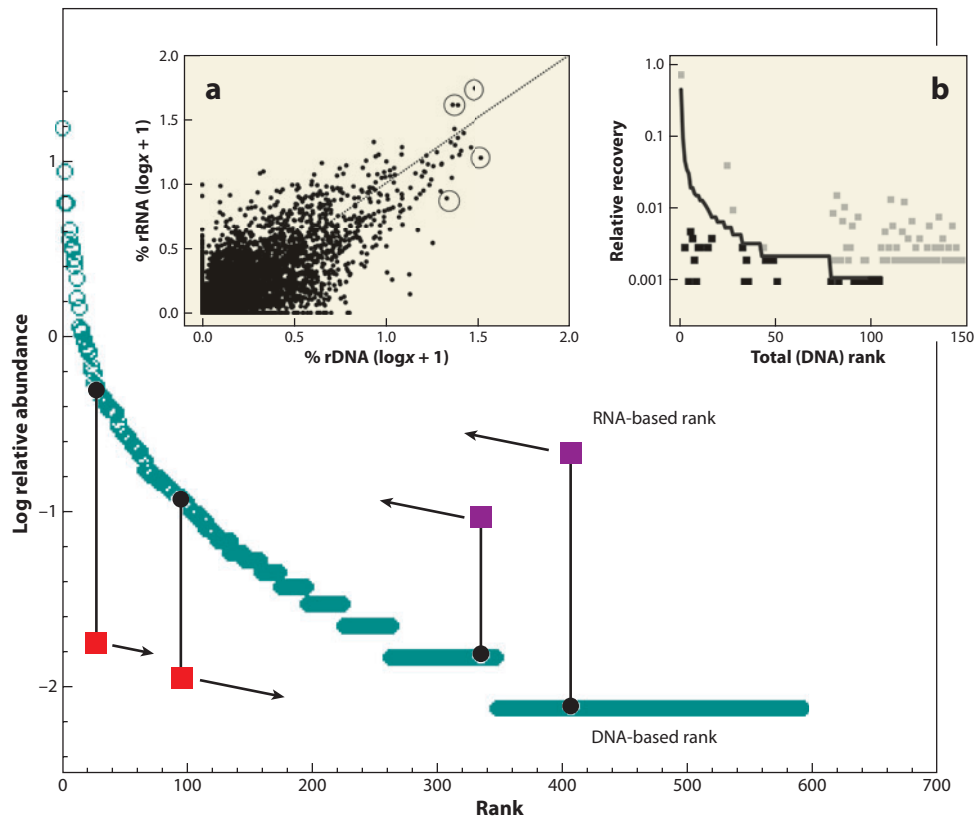 a
% rRNA (logx + 1)
2.0
1.5
1.0
0.5
0.0
0.0 0.5 1.0 1.5 2.0
% rDNA (logx + 1)
b
Relative recovery
1.0
0.1
0.01
0.001
0 50 100 150
Total (DNA) rank
Log relative abundance
1
0
−1
−2
RNA-based rank
DNA-based rank
0 100 200 300 400 500 600 700
Rank